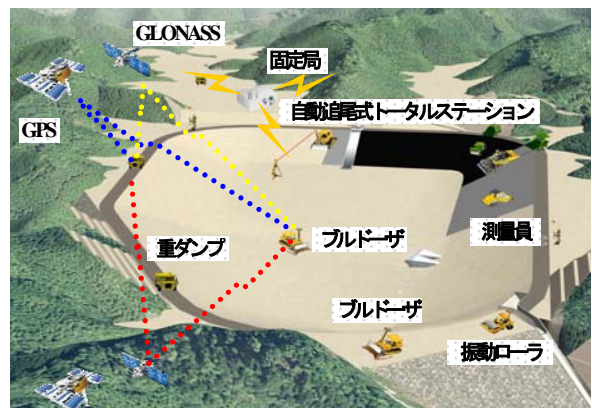 GLONASS
固定局
自動追尾式トータルステーション
GPS
測量員
ブルドーザ
重ダンプ
ブルドーザ
振動ローラ